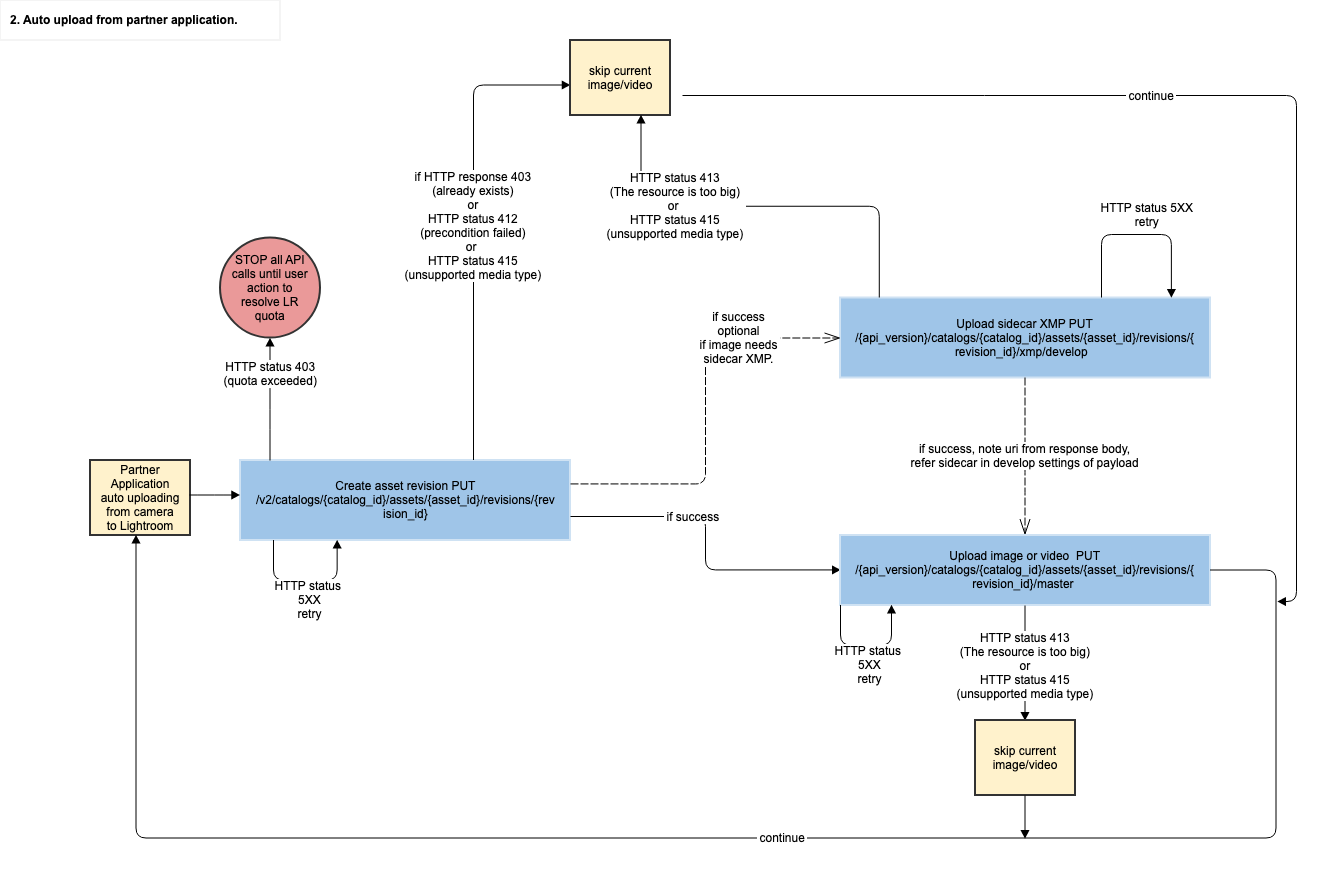 2. Auto upload from partner application.
skip current
image/video
continue
if HTTP response 403
(already exists)
or
HTTP status 412
(precondition failed)
or
HTTP status 415
(unsupported media type)
HTTP status 413
(The resource is too big)
or
HTTP status 415
(unsupported media type)
HTTP status 5XX
retry
STOP all API
calls until user
action to
resolve LR
quota
HTTP status 403
(quota exceeded)
if success
optional
if image needs
sidecar XMP.
Upload sidecar XMP PUT
/{api_version}/catalogs/{catalog_id}/assets/{asset_id}/revisions/{
revision_id}/xmp/develop
if success, note uri from response body,
refer sidecar in develop settings of payload
Partner
Application
auto uploading
from camera
to Lightroom
Create asset revision PUT
/v2/catalogs/{catalog_id}/assets/{asset_id}/revisions/{rev
ision_id}
if success
HTTP status
5XX
retry
Upload image or video  PUT
/{api_version}/catalogs/{catalog_id}/assets/{asset_id}/revisions/{
revision_id}/master
HTTP status
5XX
retry
HTTP status 413
(The resource is too big)
or
HTTP status 415
(unsupported media type)
skip current
image/video
continue